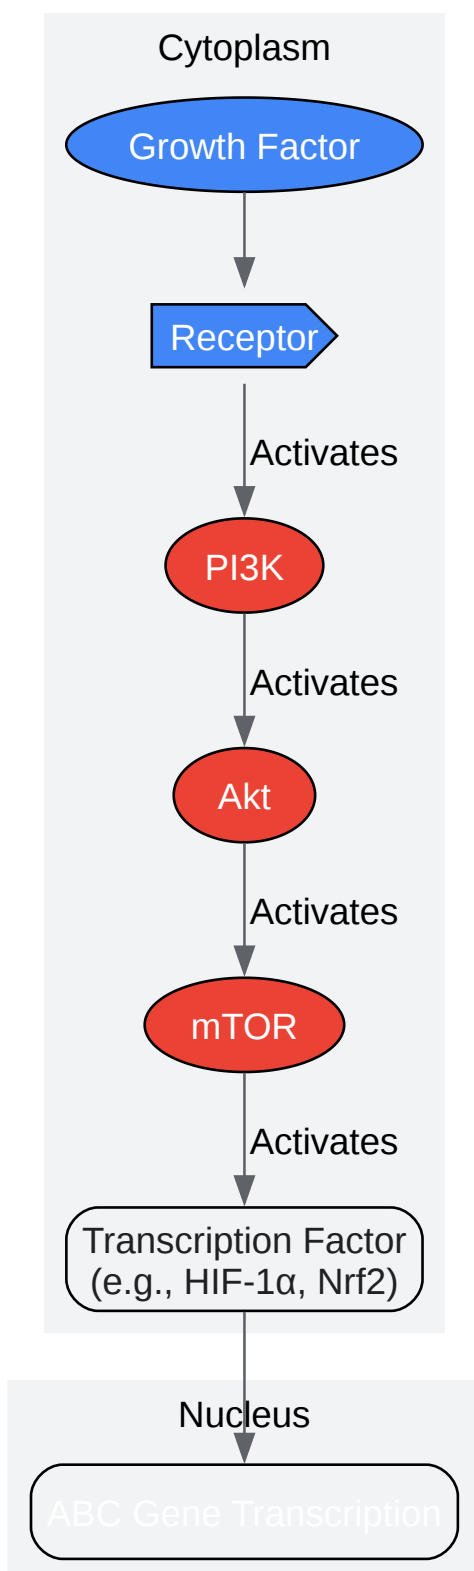 Cytoplasm
Growth Factor
Receptor
Activates
PI3K
Activates
Akt
Activates
mTOR
Activates
Transcription Factor
(e.g., HIF-1α, Nrf2)
Nucleus
ABC Gene Transcription